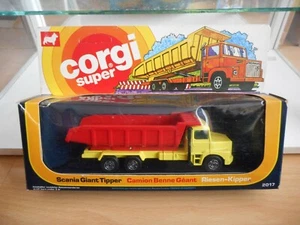 corgi
super
Scania Giant Tipper Camion Benne Géant Riesen-Kipper
2017